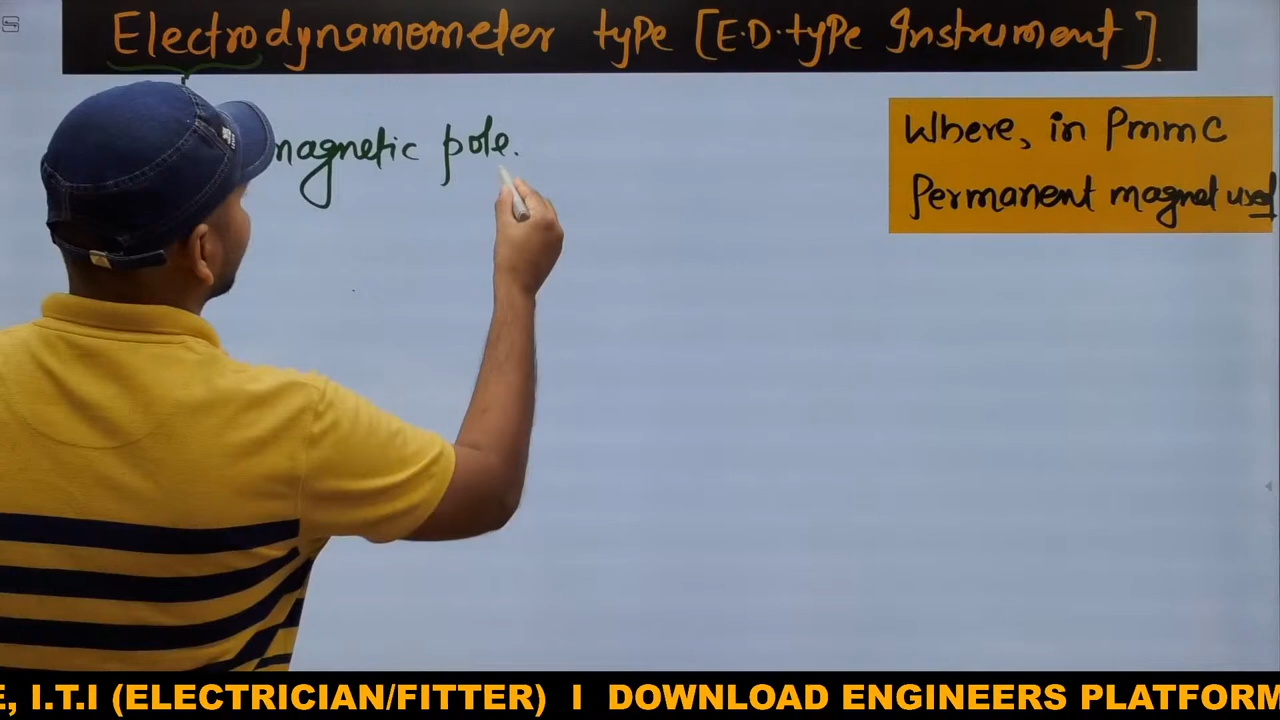 Electrodynamometer type [E.D. type Instrument].
magnetic pole.
Where, in PMMC
Permanent magnet used
E, I.T.I (ELECTRICIAN/FITTER) I DOWNLOAD ENGINEERS PLATFORM